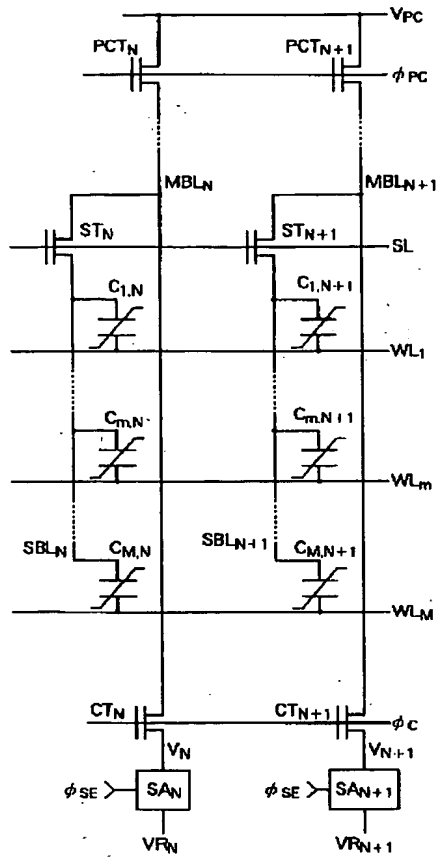 V_PC
PCT_N PCT_N+1
ϕ_PC
MBL_N MBL_N+1
ST_N ST_N+1 SL
C_1,N C_1,N+1
WL_1
C_m,N C_m,N+1
WL_m
SBL_N C_M,N SBL_N+1 C_M,N+1
WL_M
CT_N CT_N+1 ϕ_C
V_N V_N+1
ϕ_SE SA_N ϕ_SE SA_N+1
VR_N VR_N+1